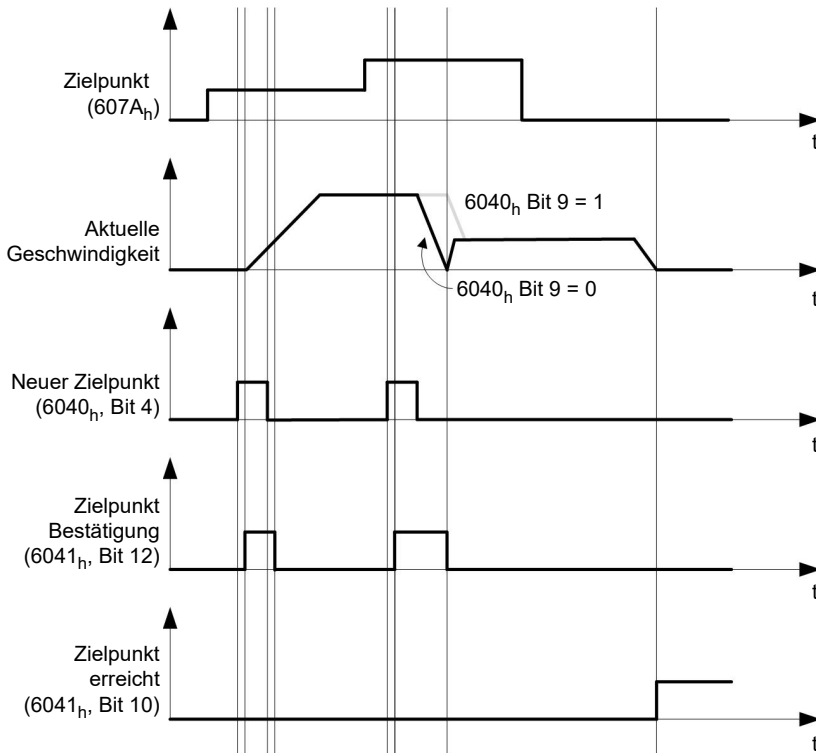 Zielpunkt
(607Aₕ)
t
Aktuelle
Geschwindigkeit
6040ₕ Bit 9 = 1
6040ₕ Bit 9 = 0
t
Neuer Zielpunkt
(6040ₕ, Bit 4)
t
Zielpunkt
Bestätigung
(6041ₕ, Bit 12)
t
Zielpunkt
erreicht
(6041ₕ, Bit 10)
t